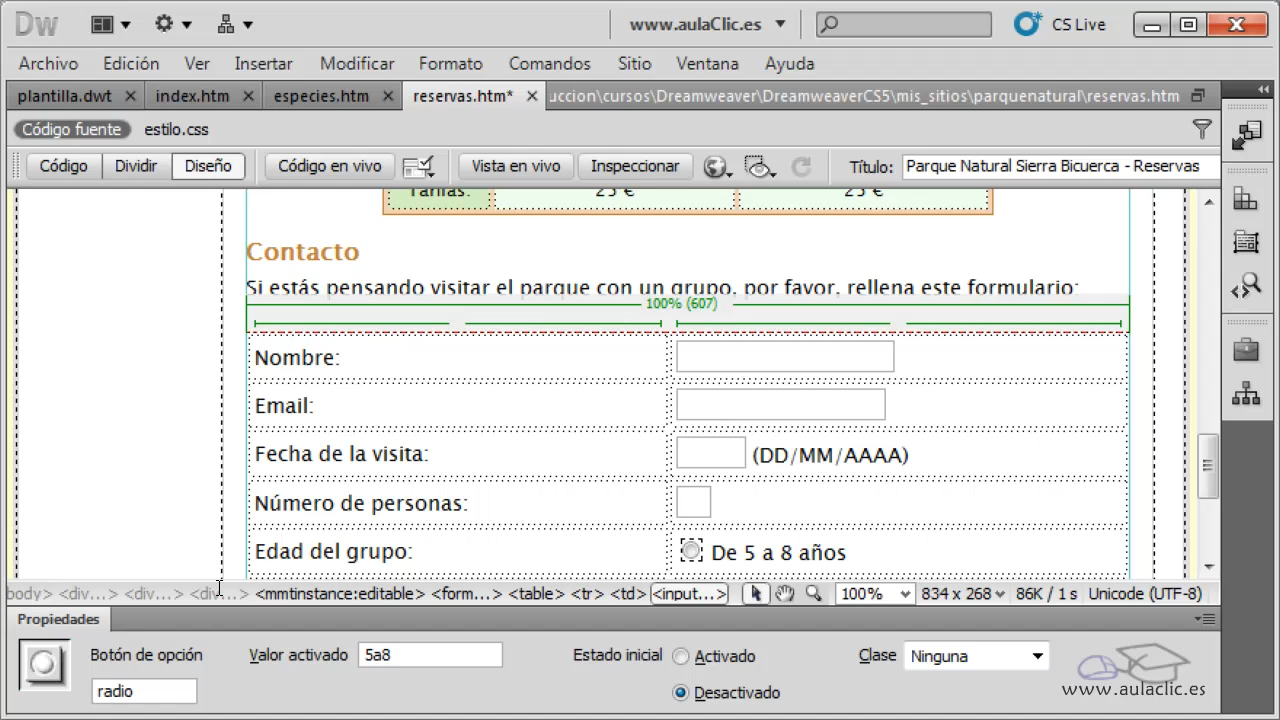 Dw www.aulaClic.es CS Live
Archivo Edición Ver Insertar Modificar Formato Comandos Sitio Ventana Ayuda
plantilla.dwt index.htm especies.htm reservas.htm* uccion\cursos\Dreamweaver\DreamweaverCS5\mis_sitios\parquenatural\reservas.htm
Código fuente estilo.css
Código Dividir Diseño Código en vivo Vista en vivo Inspeccionar Título: Parque Natural Sierra Bicuerca - Reservas
Tarifas: 25 € 25 €
Contacto
Si estás pensando visitar el parque con un grupo, por favor, rellena este formulario:
100% (607)
Nombre:
Email:
Fecha de la visita: (DD/MM/AAAA)
Número de personas:
Edad del grupo: De 5 a 8 años
body> <div...> <div...> <div...> <mmtinstance:editable> <form...> <table> <tr> <td> <input...> 100% 834 x 268 86K / 1 s Unicode (UTF-8)
Propiedades
Botón de opción Valor activado 5a8 Estado inicial Activado Clase Ninguna
radio Desactivado www.aulaclic.es